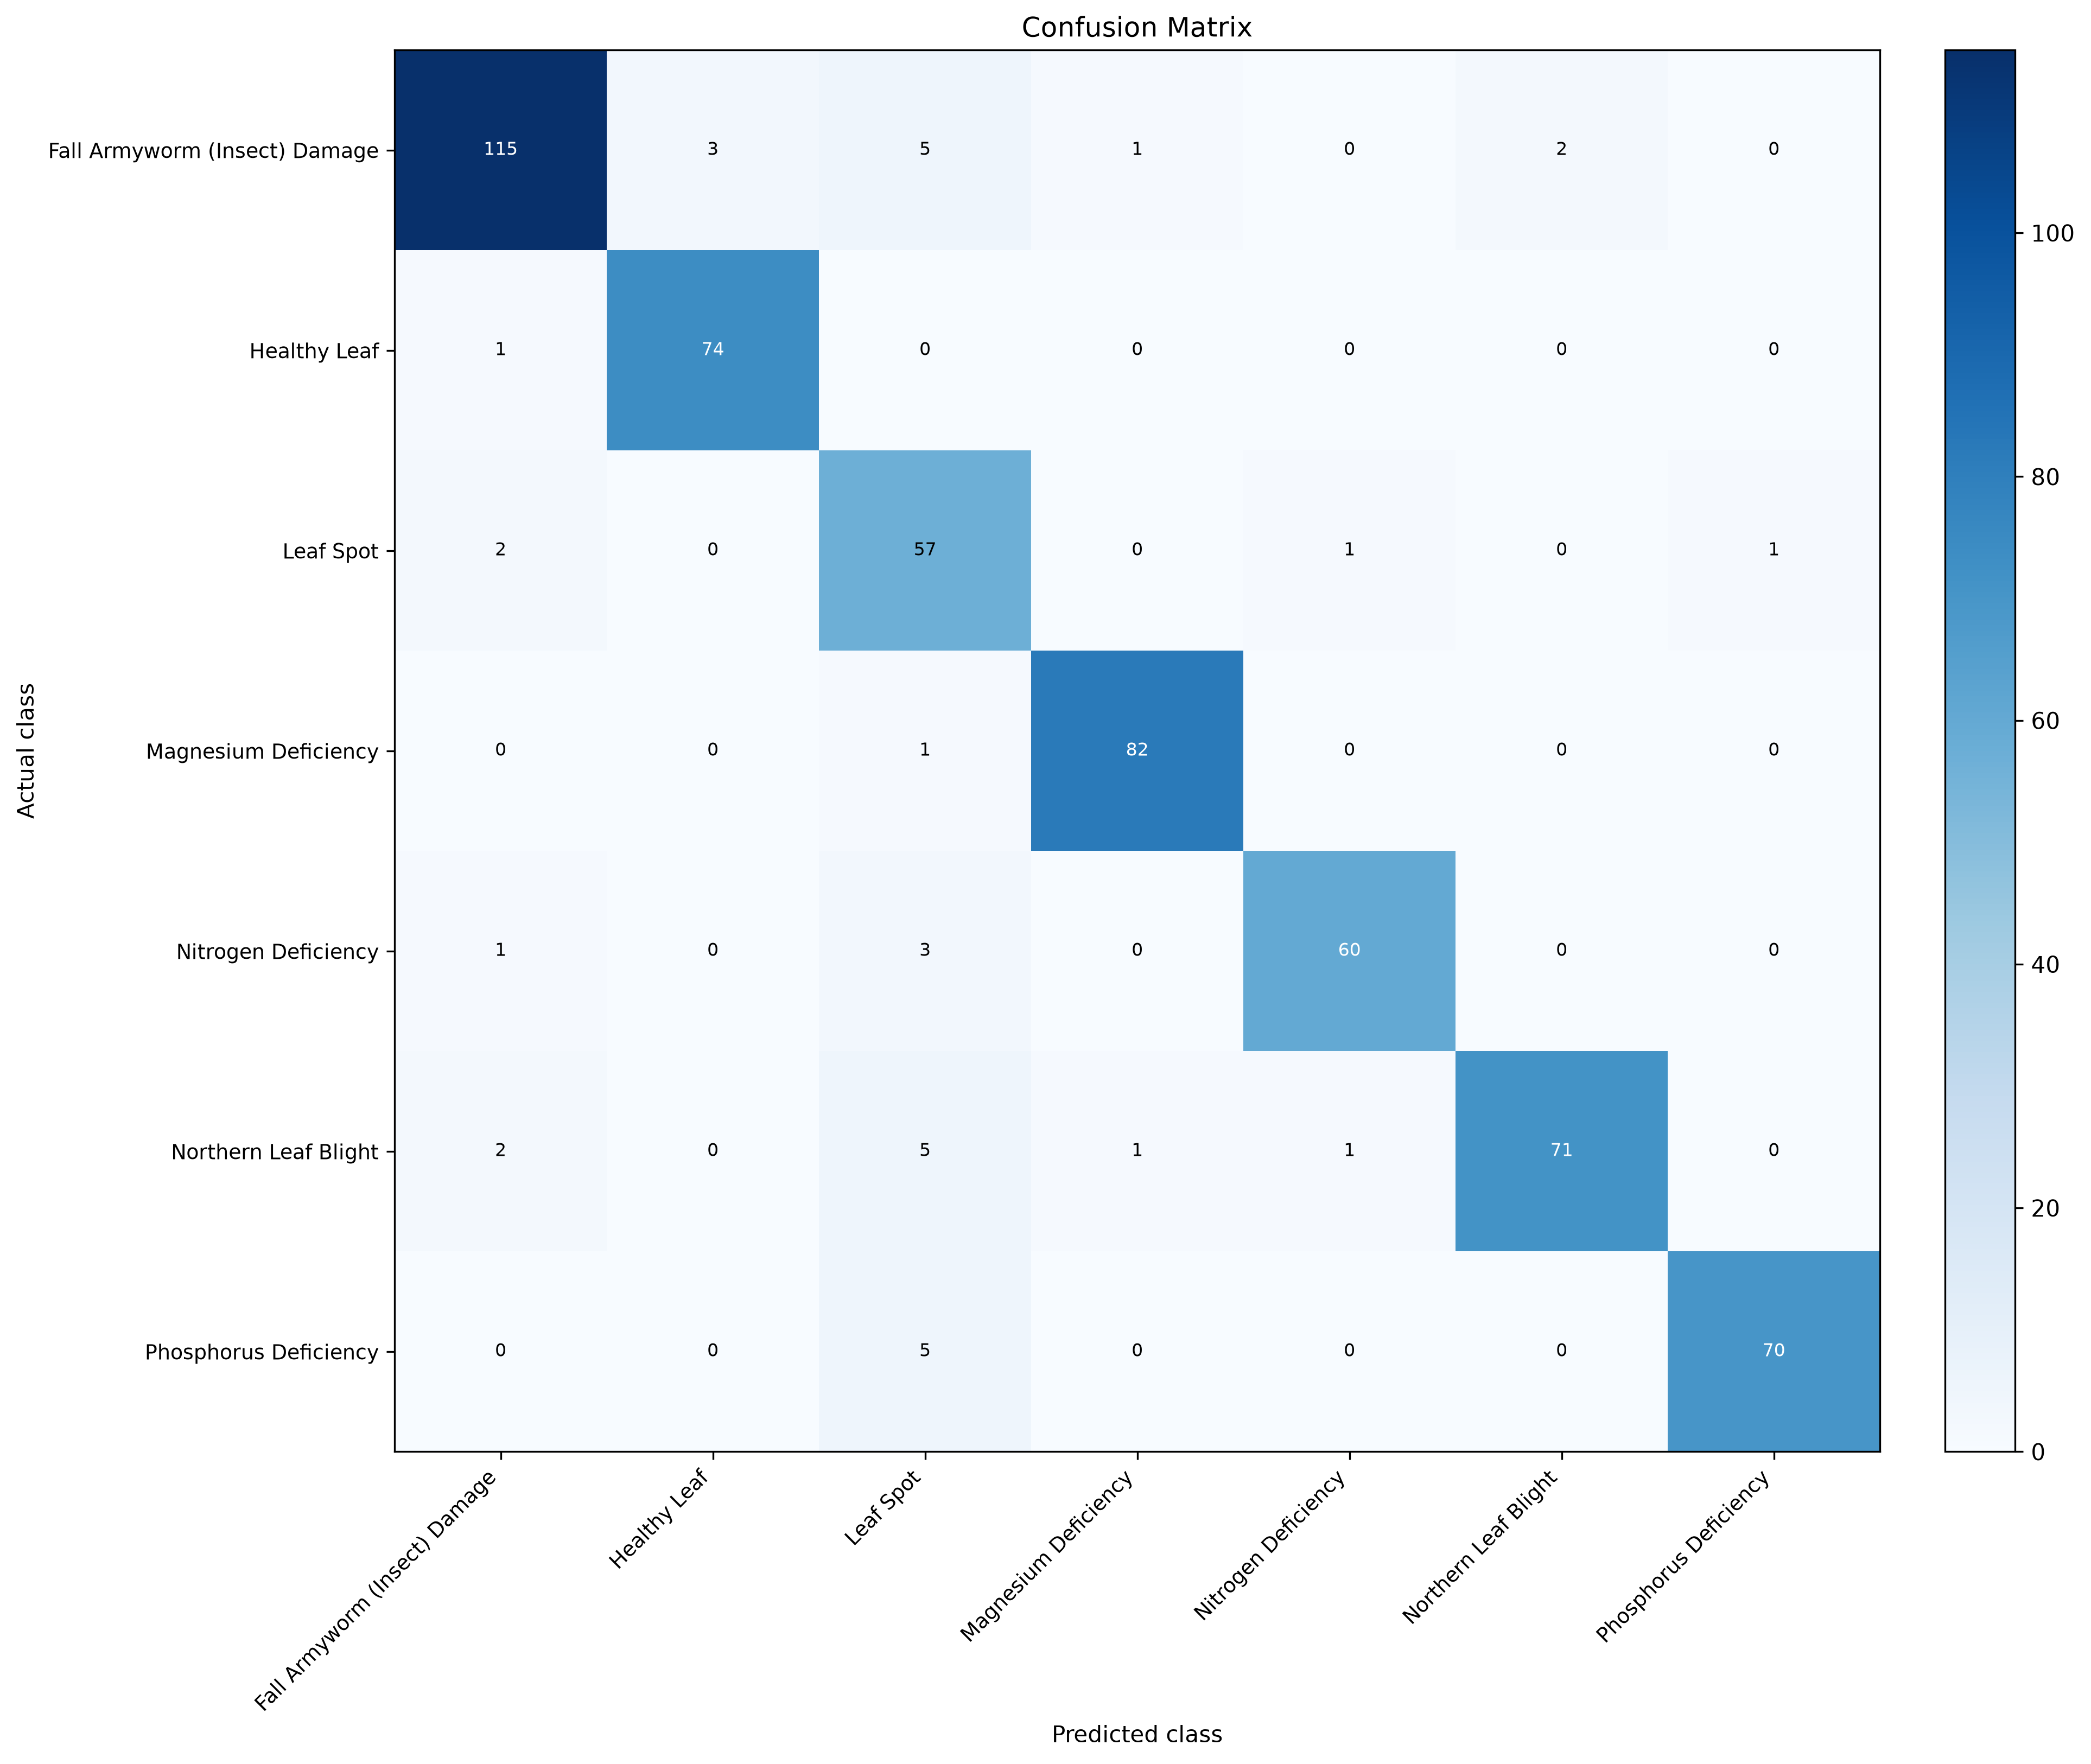 Confusion Matrix
Fall Armyworm (Insect) Damage 115 3 5 1 0 2 0
Healthy Leaf 1 74 0 0 0 0 0
Leaf Spot 2 0 57 0 1 0 1
Magnesium Deficiency 0 0 1 82 0 0 0
Nitrogen Deficiency 1 0 3 0 60 0 0
Northern Leaf Blight 2 0 5 1 1 71 0
Phosphorus Deficiency 0 0 5 0 0 0 70
Actual class
Fall Armyworm (Insect) Damage
Healthy Leaf
Leaf Spot
Magnesium Deficiency
Nitrogen Deficiency
Northern Leaf Blight
Phosphorus Deficiency
Predicted class
100
80
60
40
20
0